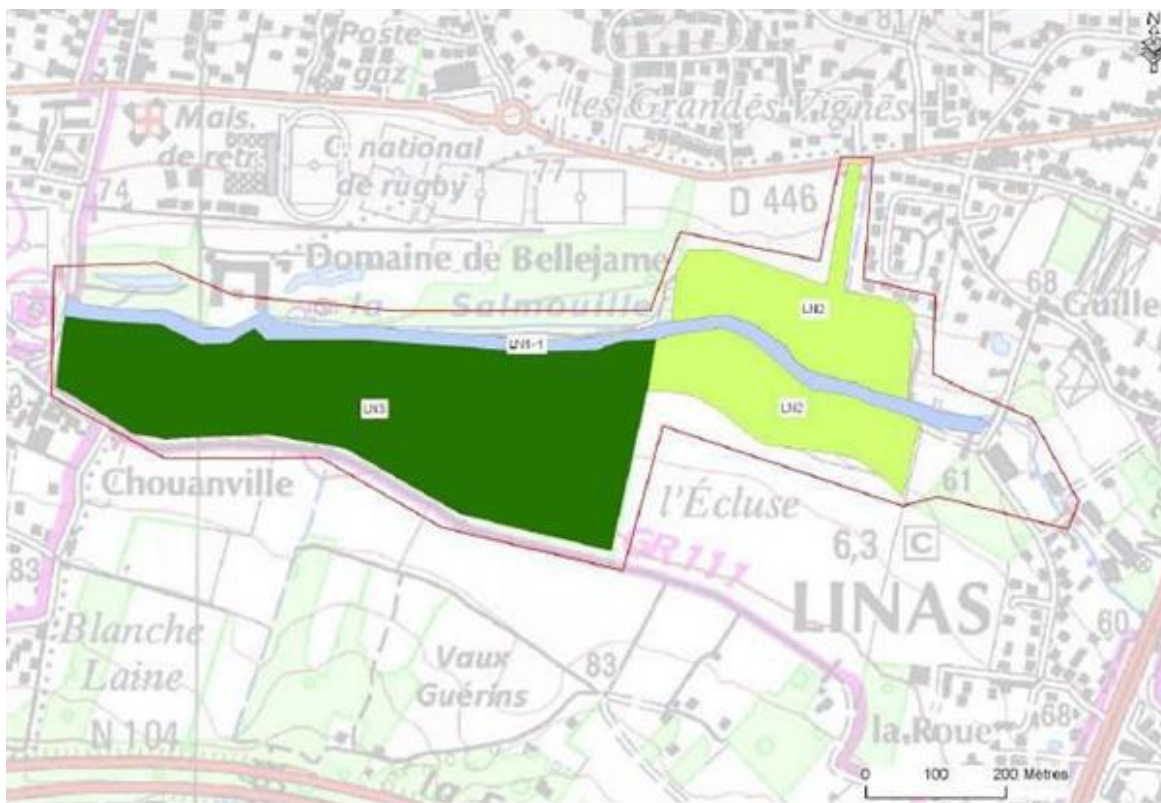 Poste
gaz
81
N
les Grandes Vignes
Mais.
de retr.
C. national
de rugby
77
74
D 446
Domaine de Bellejame
la Salmouille
68
Guille
LN2
LN1-1
LN3
LN2
Chouanville
61
l'Écluse
GR 111
6,3 C
LINAS
83
Blanche
Laine
Vaux
Guérins
83
60
N 104
la Roue
68
0 100 200 Mètres